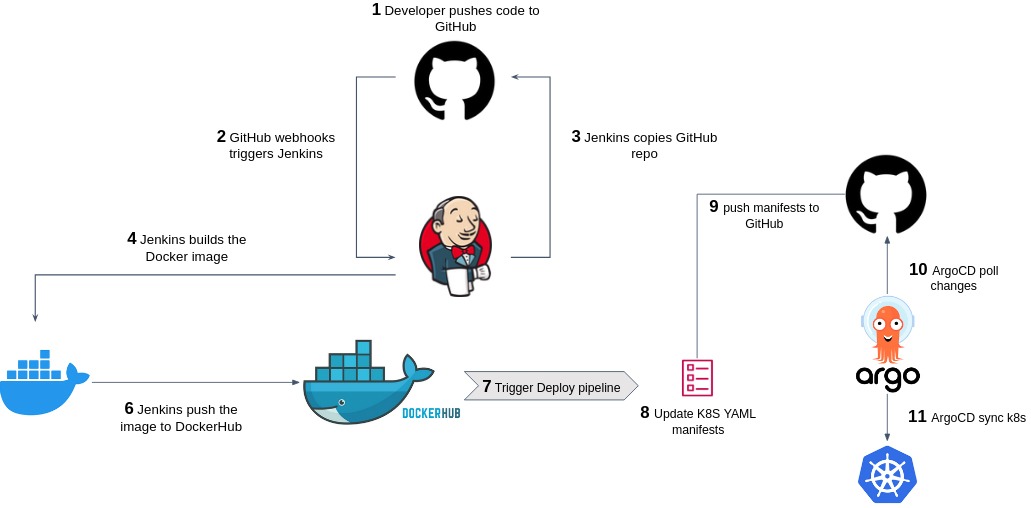 1 Developer pushes code to
GitHub
2 GitHub webhooks
triggers Jenkins
3 Jenkins copies GitHub
repo
4 Jenkins builds the
Docker image
6 Jenkins push the
image to DockerHub
DOCKERHUB
7 Trigger Deploy pipeline
8 Update K8S YAML
manifests
9 push manifests to
GitHub
10 ArgoCD poll
changes
argo
11 ArgoCD sync k8s